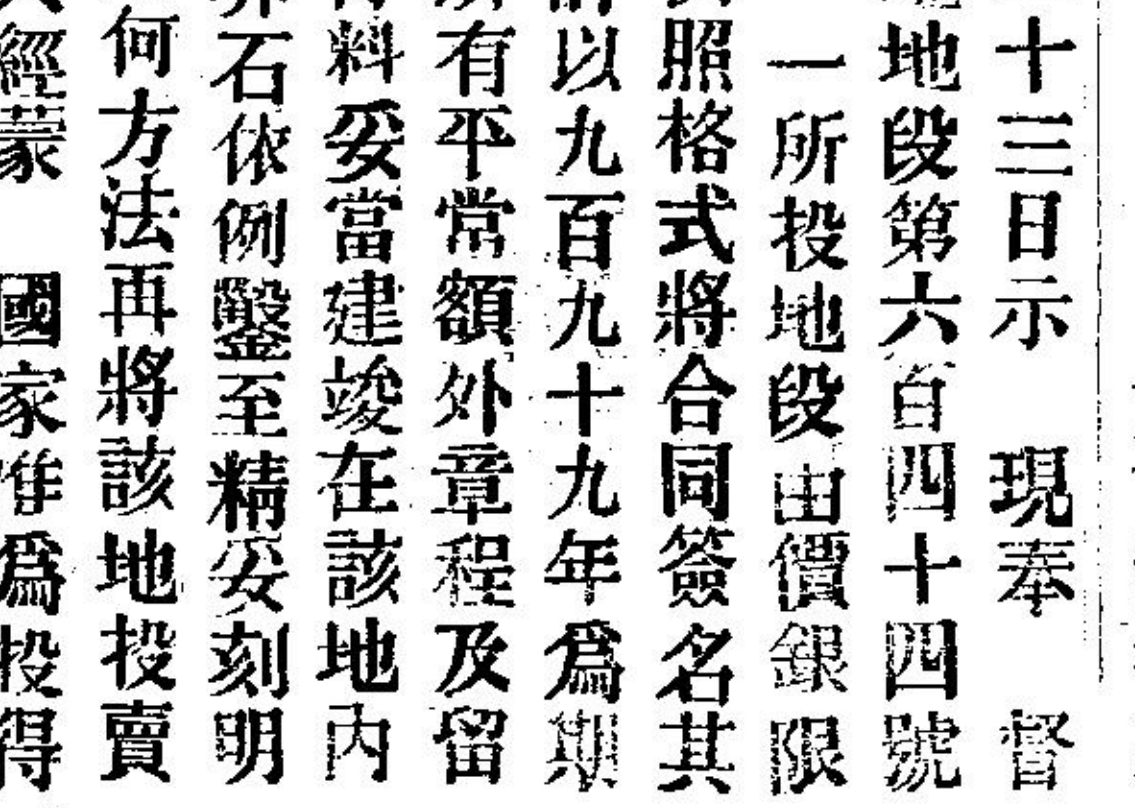 十三日示　現奉　督
地段第六百四十四號
一所投地段由價銀限
照格式將合同簽名其
以九百九十九年爲期
有平常額外章程及留
料妥當建竣在該地內
石依例鑿至精妥刻明
何方法再將該地投賣
經蒙　國家准爲投得